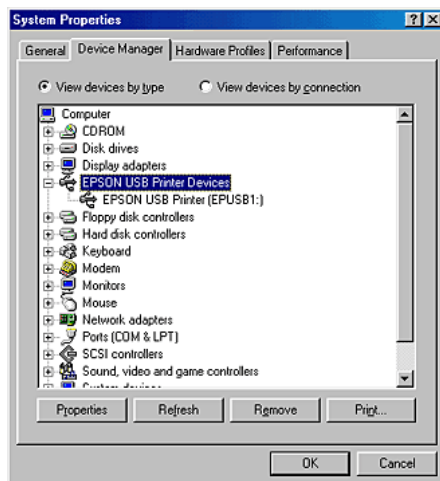 System Properties
General Device Manager Hardware Profiles Performance
View devices by type View devices by connection
Computer
CDROM
Disk drives
Display adapters
EPSON USB Printer Devices
EPSON USB Printer (EPUSB1:)
Floppy disk controllers
Hard disk controllers
Keyboard
Modem
Monitors
Mouse
Network adapters
Ports (COM & LPT)
SCSI controllers
Sound, video and game controllers
Properties Refresh Remove Print...
OK Cancel